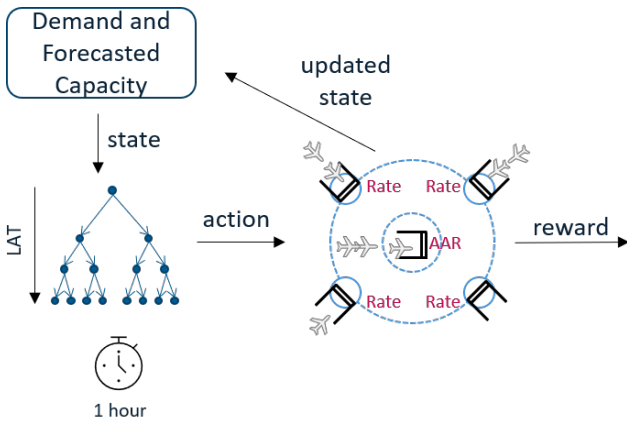 Demand and
Forecasted
Capacity
updated
state
state
LAT
action
Rate
Rate
AAR
reward
Rate
Rate
1 hour